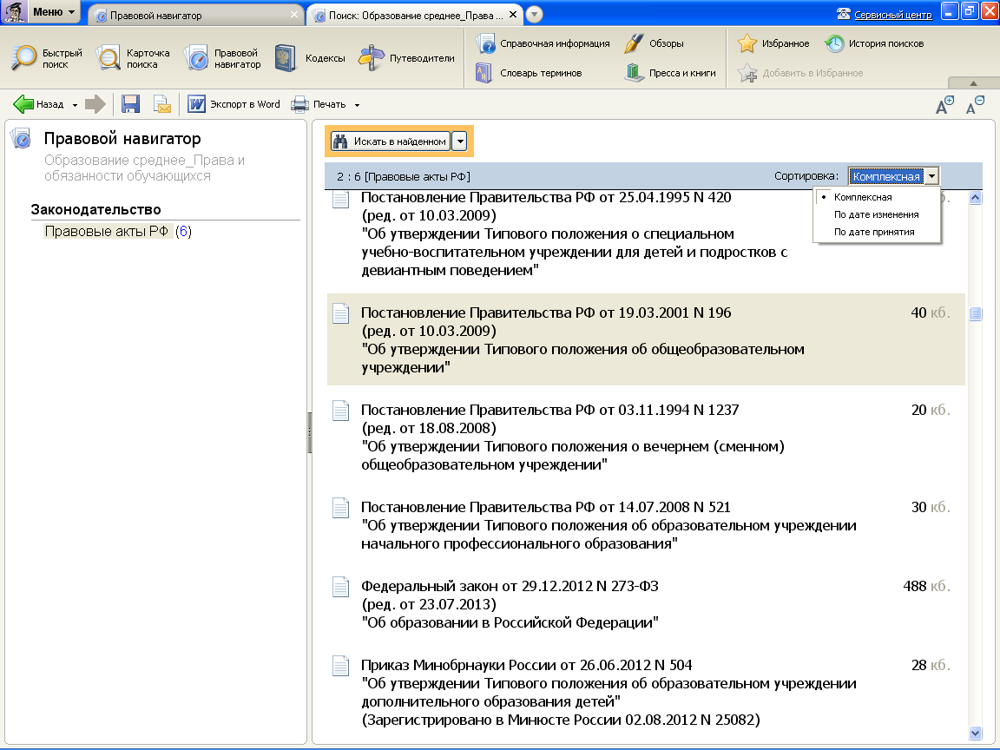 Меню
Правовой навигатор
Поиск: Образование среднее_Права ...
Сервисный центр
Быстрый поиск
Карточка поиска
Правовой навигатор
Кодексы
Путеводители
Справочная информация
Словарь терминов
Обзоры
Пресса и книги
Избранное
История поисков
Добавить в Избранное
Назад
Экспорт в Word
Печать
Правовой навигатор
Образование среднее_Права и
обязанности обучающихся
Законодательство
Правовые акты РФ (6)
Искать в найденном
2 : 6 [Правовые акты РФ]
Сортировка: Комплексная
Комплексная
По дате изменения
По дате принятия
Постановление Правительства РФ от 25.04.1995 N 420
(ред. от 10.03.2009)
"Об утверждении Типового положения о специальном
учебно-воспитательном учреждении для детей и подростков с
девиантным поведением"
Постановление Правительства РФ от 19.03.2001 N 196 40 кб.
(ред. от 10.03.2009)
"Об утверждении Типового положения об общеобразовательном
учреждении"
Постановление Правительства РФ от 03.11.1994 N 1237 20 кб.
(ред. от 18.08.2008)
"Об утверждении Типового положения о вечернем (сменном)
общеобразовательном учреждении"
Постановление Правительства РФ от 14.07.2008 N 521 30 кб.
"Об утверждении Типового положения об образовательном учреждении
начального профессионального образования"
Федеральный закон от 29.12.2012 N 273-ФЗ 488 кб.
(ред. от 23.07.2013)
"Об образовании в Российской Федерации"
Приказ Минобрнауки России от 26.06.2012 N 504 28 кб.
"Об утверждении Типового положения об образовательном учреждении
дополнительного образования детей"
(Зарегистрировано в Минюсте России 02.08.2012 N 25082)